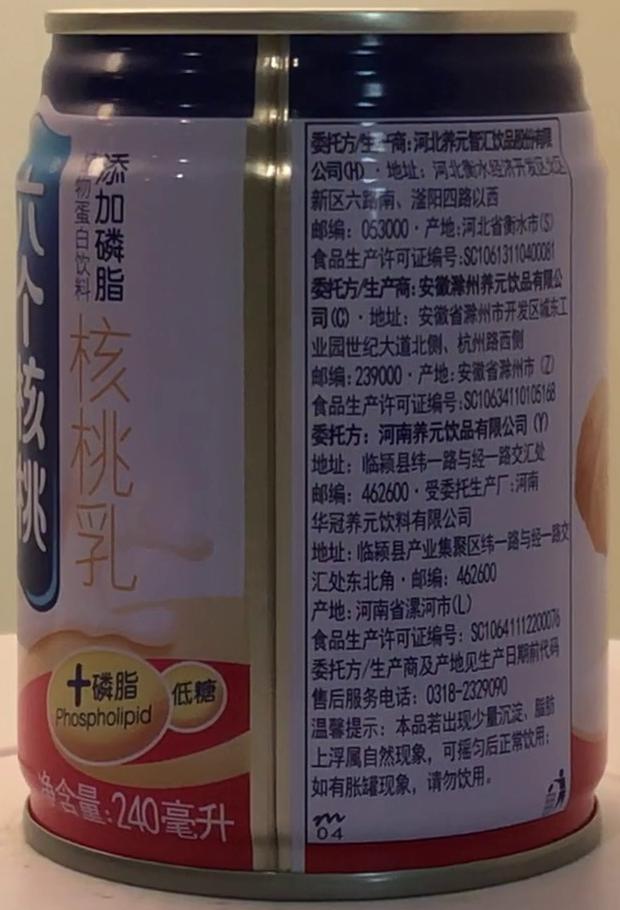 六个核桃
添加磷脂
植物蛋白饮料
核桃乳
+磷脂
Phospholipid
低糖
净含量:240毫升
委托方/生产商:河北养元智汇饮品股份有限
公司(H)·地址:河北衡水经济开发区北区
新区六路南、滏阳四路以西
邮编:053000·产地:河北省衡水市(S)
食品生产许可证编号:SC10613110400081
委托方/生产商:安徽滁州养元饮品有限公
司(C)·地址:安徽省滁州市开发区城东工
业园世纪大道北侧、杭州路西侧
邮编:239000·产地:安徽省滁州市(Z)
食品生产许可证编号:SC10634110105168
委托方:河南养元饮品有限公司(Y)
地址:临颍县纬一路与经一路交汇处
邮编:462600·受委托生产厂:河南
华冠养元饮料有限公司
地址:临颍县产业集聚区纬一路与经一路交
汇处东北角·邮编:462600
产地:河南省漯河市(L)
食品生产许可证编号:SC10641112200076
委托方/生产商及产地见生产日期前代码
售后服务电话:0318-2329090
温馨提示:本品若出现少量沉淀、脂肪
上浮属自然现象,可摇匀后正常饮用;
如有胀罐现象,请勿饮用。
m
04